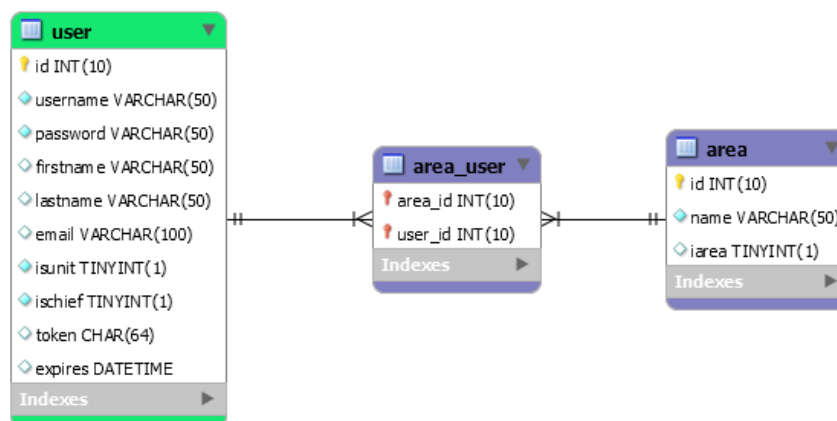 user
id INT(10)
username VARCHAR(50)
password VARCHAR(50)
firstname VARCHAR(50)
lastname VARCHAR(50)
email VARCHAR(100)
isunit TINYINT(1)
ischief TINYINT(1)
token CHAR(64)
expires DATETIME
Indexes
area_user
area_id INT(10)
user_id INT(10)
Indexes
area
id INT(10)
name VARCHAR(50)
iarea TINYINT(1)
Indexes